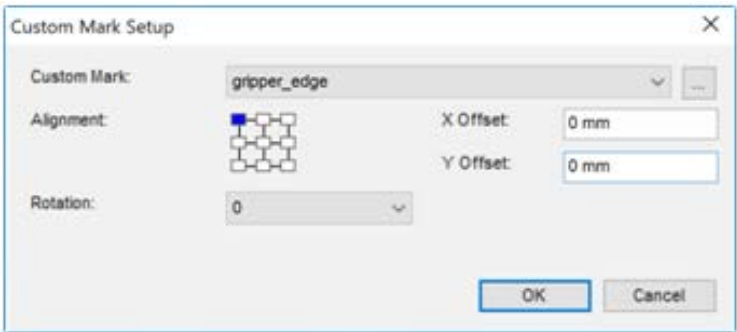 Custom Mark Setup
Custom Mark: gripper_edge ...
Alignment: X Offset: 0 mm
Y Offset: 0 mm
Rotation: 0
OK Cancel